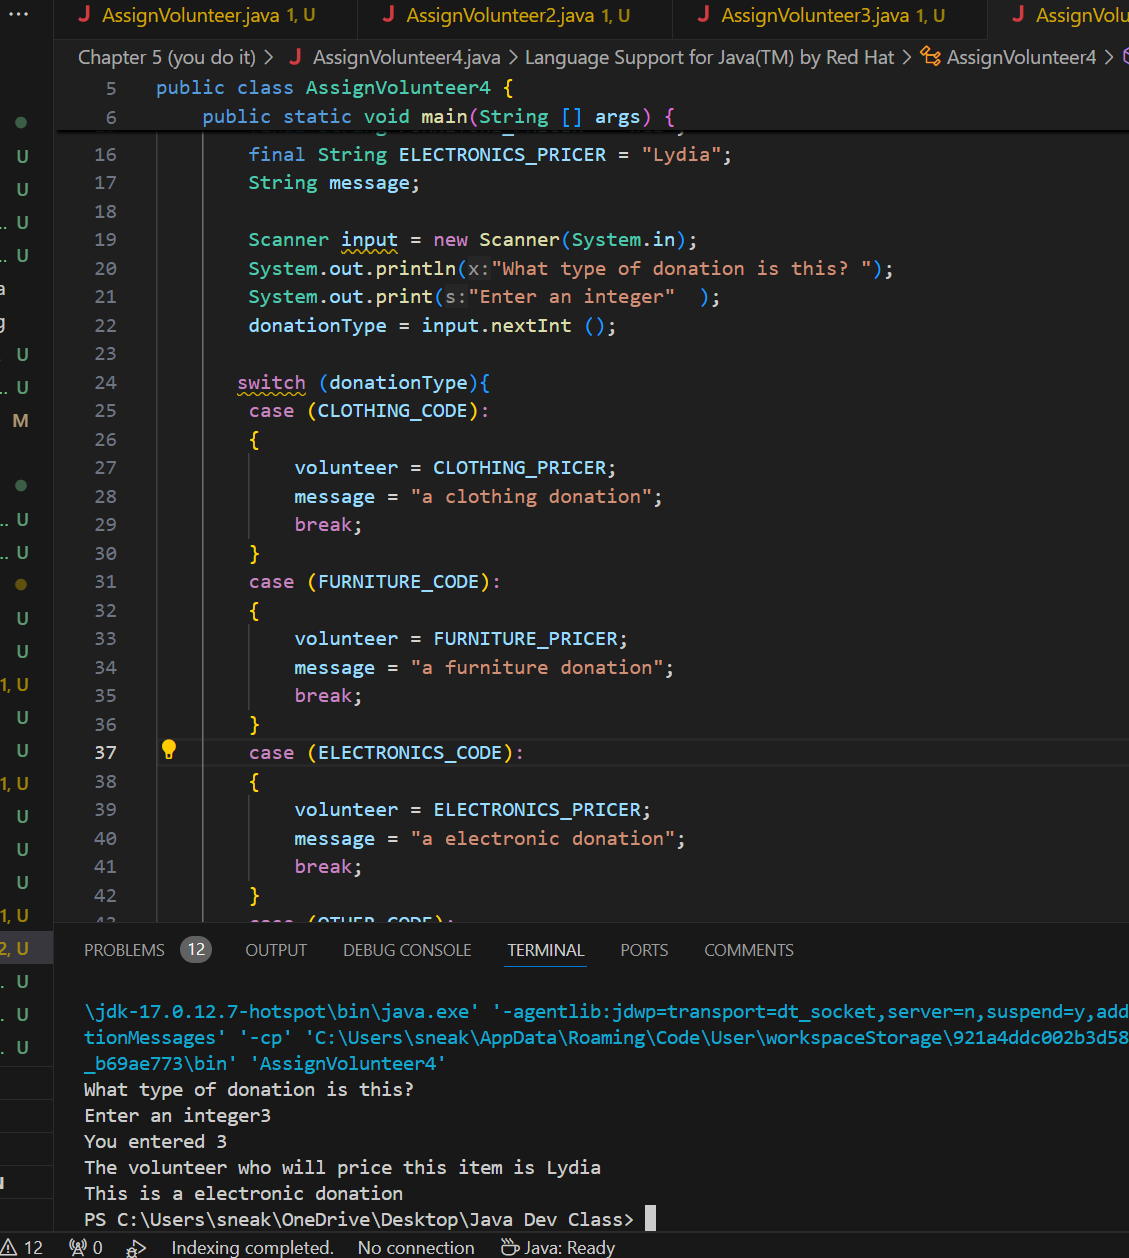 ...
J AssignVolunteer.java 1, U J AssignVolunteer2.java 1, U J AssignVolunteer3.java 1, U J AssignVolu
Chapter 5 (you do it) > J AssignVolunteer4.java > Language Support for Java(TM) by Red Hat > AssignVolunteer4 >
5 public class AssignVolunteer4 {
6 public static void main(String [] args) {
16 final String ELECTRONICS_PRICER = "Lydia";
17 String message;
18
19 Scanner input = new Scanner(System.in);
20 System.out.println(x:"What type of donation is this? ");
21 System.out.print(s:"Enter an integer"  );
22 donationType = input.nextInt ();
23
24 switch (donationType){
25 case (CLOTHING_CODE):
26 {
27 volunteer = CLOTHING_PRICER;
28 message = "a clothing donation";
29 break;
30 }
31 case (FURNITURE_CODE):
32 {
33 volunteer = FURNITURE_PRICER;
34 message = "a furniture donation";
35 break;
36 }
37 case (ELECTRONICS_CODE):
38 {
39 volunteer = ELECTRONICS_PRICER;
40 message = "a electronic donation";
41 break;
42 }
43 case (OTHER_CODE):
U
U
.. U
.. U
a
g
U
.. U
M
.. U
.. U
U
U
1, U
U
U
1, U
U
U
U
1, U
2, U
. U
. U
. U
PROBLEMS 12 OUTPUT DEBUG CONSOLE TERMINAL PORTS COMMENTS
\jdk-17.0.12.7-hotspot\bin\java.exe' '-agentlib:jdwp=transport=dt_socket,server=n,suspend=y,add
tionMessages' '-cp' 'C:\Users\sneak\AppData\Roaming\Code\User\workspaceStorage\921a4ddc002b3d58
_b69ae773\bin' 'AssignVolunteer4'
What type of donation is this?
Enter an integer3
You entered 3
The volunteer who will price this item is Lydia
This is a electronic donation
PS C:\Users\sneak\OneDrive\Desktop\Java Dev Class>
12 0 Indexing completed. No connection Java: Ready